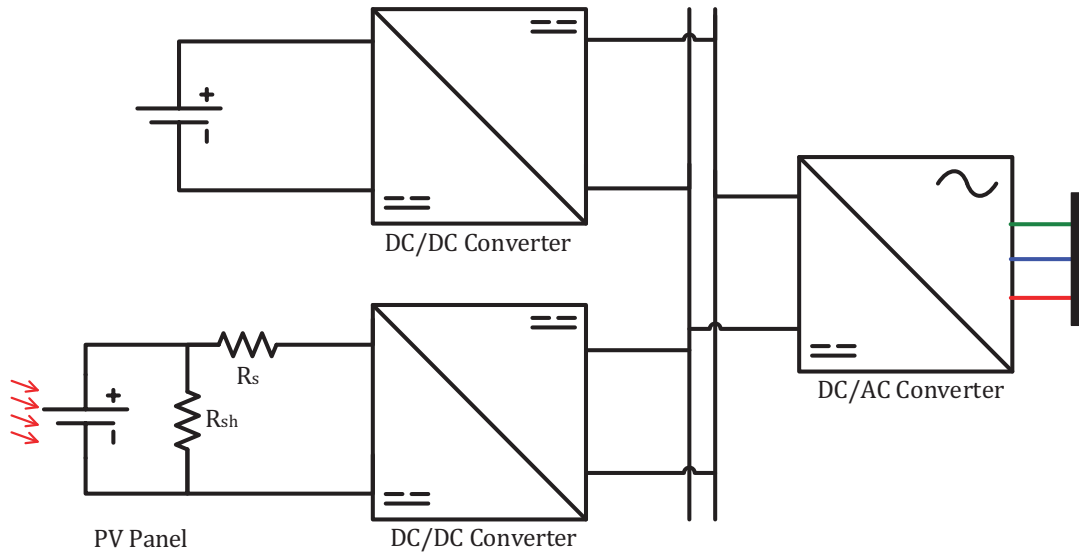 +
DC/DC Converter
Rs
+
Rsh
DC/AC Converter
PV Panel
DC/DC Converter